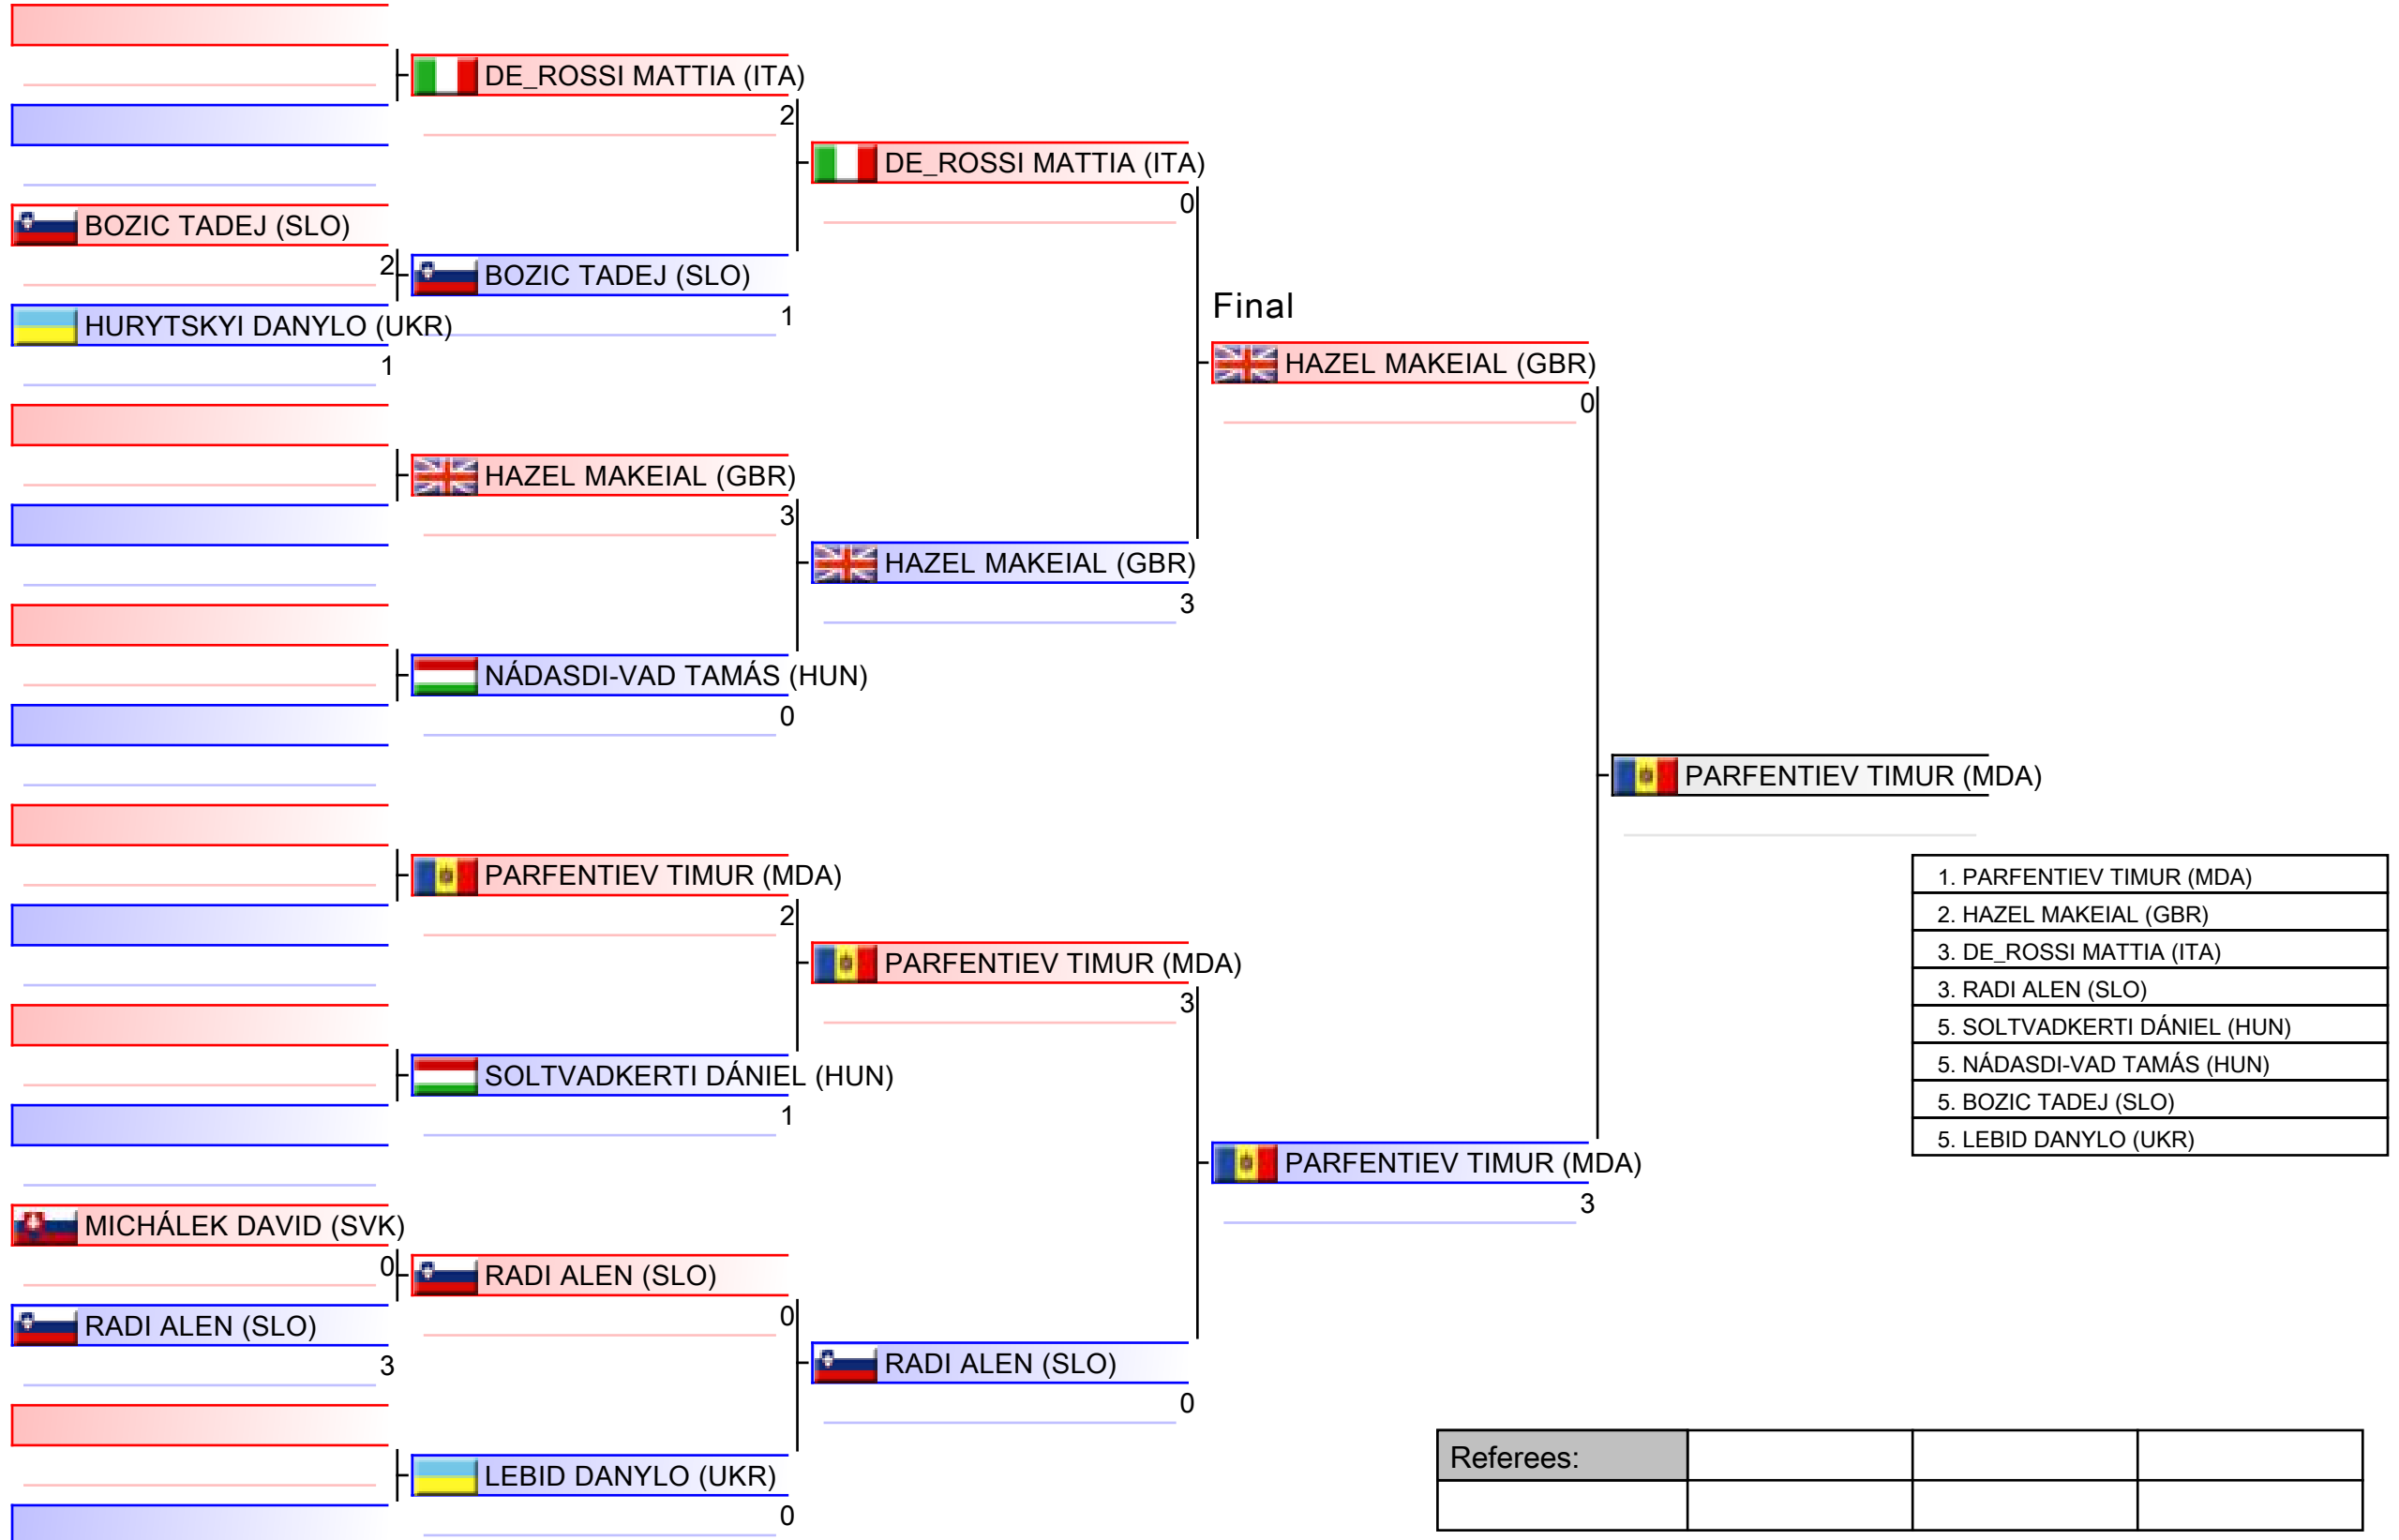 DE_ROSSI MATTIA (ITA)
2
DE_ROSSI MATTIA (ITA)
0
BOZIC TADEJ (SLO)
2
BOZIC TADEJ (SLO)
1
HURYTSKYI DANYLO (UKR)
1
Final
HAZEL MAKEIAL (GBR)
0
HAZEL MAKEIAL (GBR)
3
HAZEL MAKEIAL (GBR)
3
NÁDASDI-VAD TAMÁS (HUN)
0
PARFENTIEV TIMUR (MDA)
PARFENTIEV TIMUR (MDA)
2
PARFENTIEV TIMUR (MDA)
3
SOLTVADKERTI DÁNIEL (HUN)
1
PARFENTIEV TIMUR (MDA)
3
MICHÁLEK DAVID (SVK)
0
RADI ALEN (SLO)
0
RADI ALEN (SLO)
3
RADI ALEN (SLO)
0
LEBID DANYLO (UKR)
0
1. PARFENTIEV TIMUR (MDA)
2. HAZEL MAKEIAL (GBR)
3. DE_ROSSI MATTIA (ITA)
3. RADI ALEN (SLO)
5. SOLTVADKERTI DÁNIEL (HUN)
5. NÁDASDI-VAD TAMÁS (HUN)
5. BOZIC TADEJ (SLO)
5. LEBID DANYLO (UKR)
Referees: